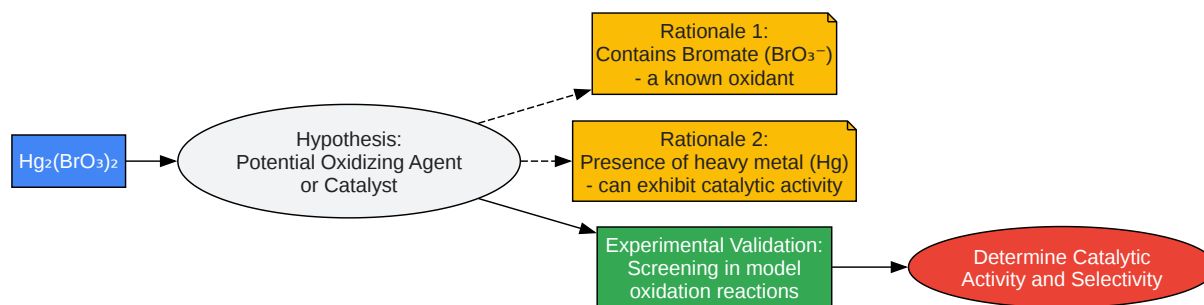 Hg₂(BrO₃)₂
Hypothesis:
Potential Oxidizing Agent
or Catalyst
Rationale 1:
Contains Bromate (BrO₃⁻)
- a known oxidant
Rationale 2:
Presence of heavy metal (Hg)
- can exhibit catalytic activity
Experimental Validation:
Screening in model
oxidation reactions
Determine Catalytic
Activity and Selectivity